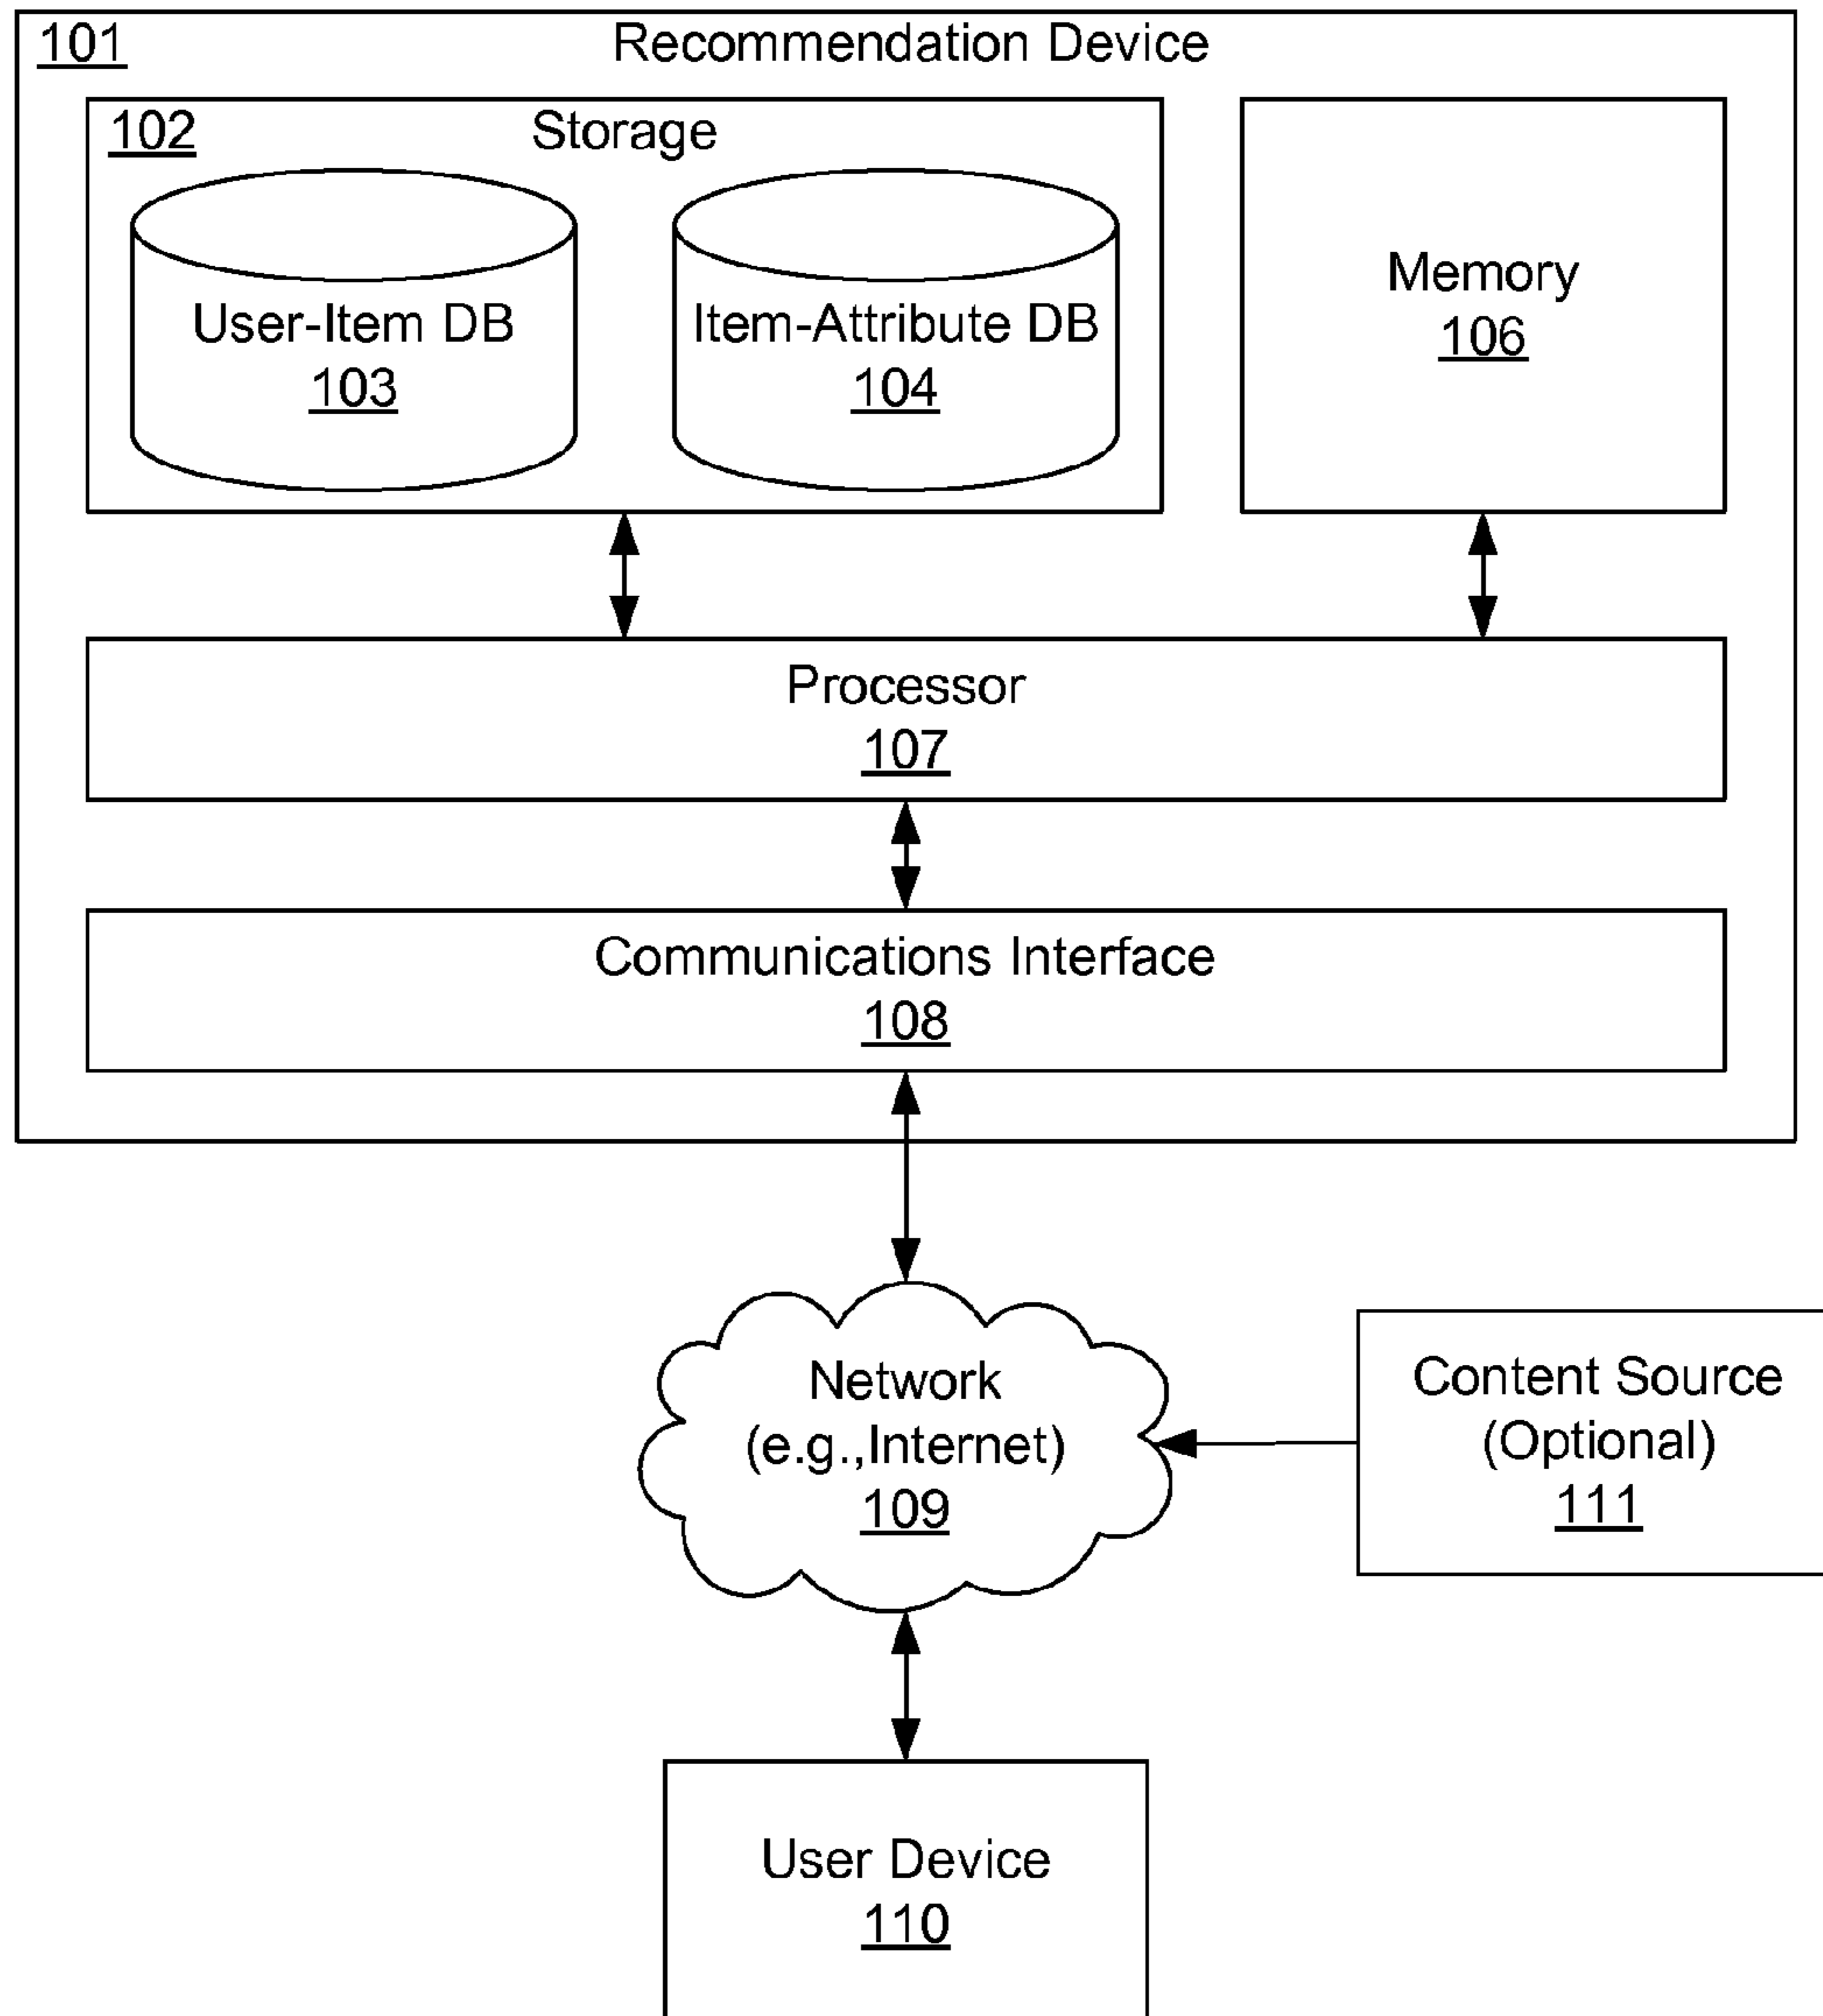 101
Recommendation Device
102
Storage
User-Item DB
103
Item-Attribute DB
104
Memory
106
Processor
107
Communications Interface
108
Network
(e.g.,Internet)
109
Content Source
(Optional)
111
User Device
110